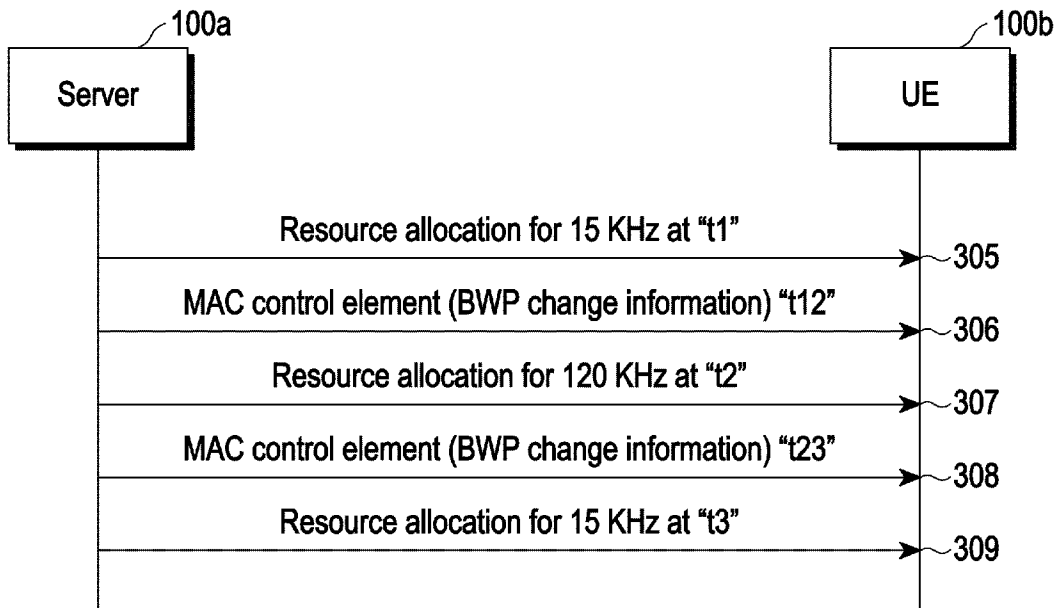 100a
100b
Server
UE
Resource allocation for 15 KHz at “t1”
305
MAC control element (BWP change information) “t12”
306
Resource allocation for 120 KHz at “t2”
307
MAC control element (BWP change information) “t23”
308
Resource allocation for 15 KHz at “t3”
309